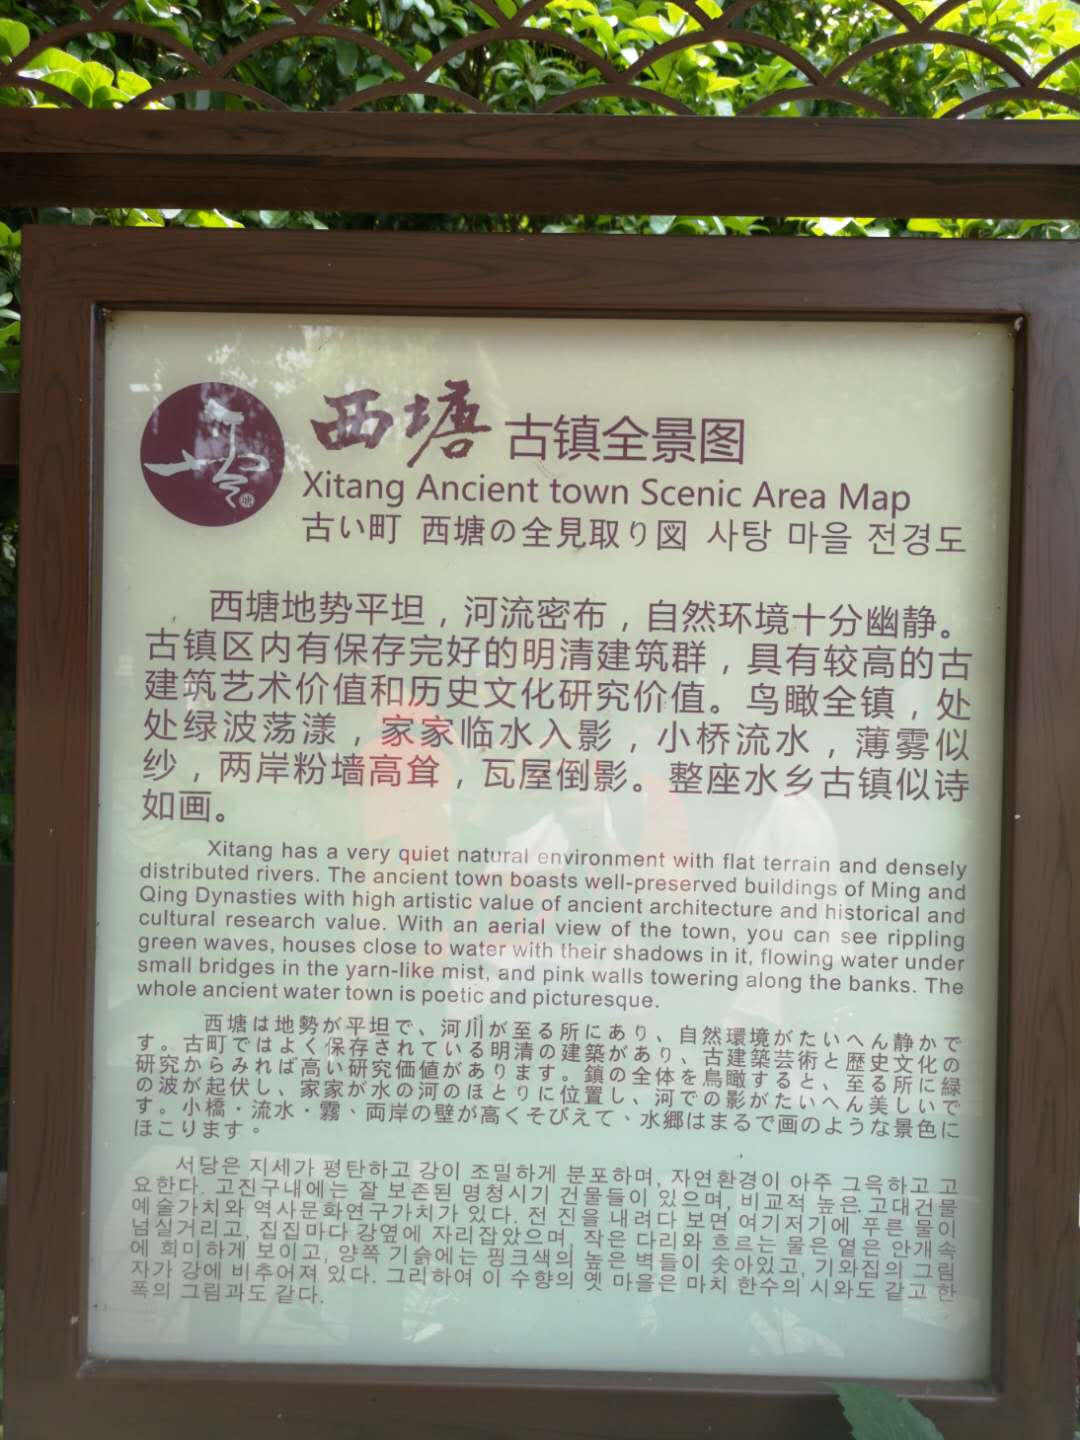 西塘 古镇全景图
Xitang Ancient town Scenic Area Map
古い町 西塘の全見取り図 사탕 마을 전경도
西塘地势平坦，河流密布，自然环境十分幽静。
古镇区内有保存完好的明清建筑群，具有较高的古
建筑艺术价值和历史文化研究价值。鸟瞰全镇，处
处绿波荡漾，家家临水入影，小桥流水，薄雾似
纱，两岸粉墙高耸，瓦屋倒影。整座水乡古镇似诗
如画。
Xitang has a very quiet natural environment with flat terrain and densely
distributed rivers. The ancient town boasts well-preserved buildings of Ming and
Qing Dynasties with high artistic value of ancient architecture and historical and
cultural research value. With an aerial view of the town, you can see rippling
green waves, houses close to water with their shadows in it, flowing water under
small bridges in the yarn-like mist, and pink walls towering along the banks. The
whole ancient water town is poetic and picturesque.
西塘は地勢が平坦で、河川が至る所にあり、自然環境がたいへん静かで
す。古町ではよく保存されている明清の建築があり、古建築芸術と歴史文化の
研究からみれば高い研究価値があります。鎮の全体を鳥瞰すると、至る所に緑
の波が起伏し、家家が水の河のほとりに位置し、河での影がたいへん美しいで
す。小橋・流水・霧、両岸の壁が高くそびえて、水郷はまるで画のような景色に
ほこります。
서당은 지세가 평탄하고 강이 조밀하게 분포하며, 자연환경이 아주 그윽하고 고
요한다. 고진구내에는 잘 보존된 명청시기 건물들이 있으며, 비교적 높은 고대건물
예술가치와 역사문화연구가치가 있다. 전 진을 내려다 보면 여기저기에 푸른 물이
넘실거리고, 집집마다 강옆에 자리잡았으며, 작은 다리와 흐르는 물은 옅은 안개속
에 희미하게 보이고, 양쪽 기슭에는 핑크색의 높은 벽들이 솟아있고, 기와집의 그림
자가 강에 비추어져 있다. 그리하여 이 수향의 옛 마을은 마치 한수의 시와도 같고 한
폭의 그림과도 같다.